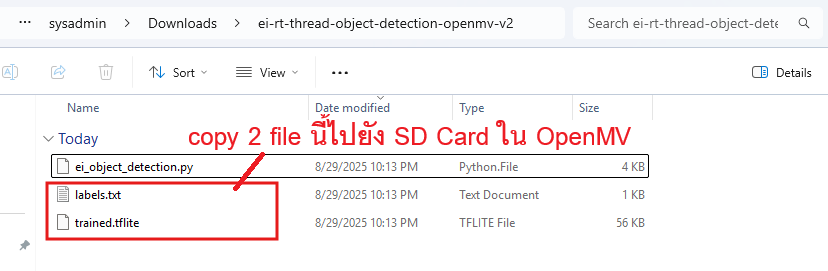 sysadmin > Downloads > ei-rt-thread-object-detection-openmv-v2
Search ei-rt-thread-object-dete
Sort View ... Details
Name Date modified Type Size
Today
copy 2 file นี้ไปยัง SD Card ใน OpenMV
ei_object_detection.py 8/29/2025 10:13 PM Python.File 4 KB
labels.txt 8/29/2025 10:13 PM Text Document 1 KB
trained.tflite 8/29/2025 10:13 PM TFLITE File 56 KB